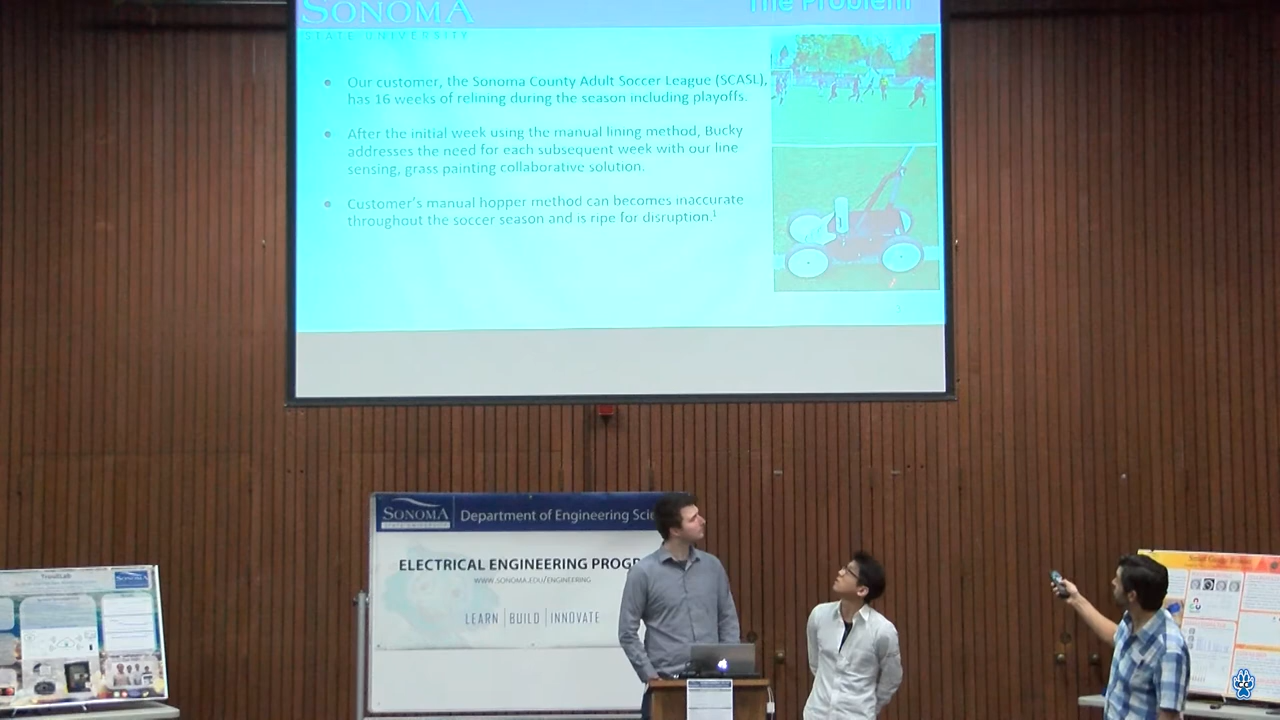 SONOMA
STATE UNIVERSITY
The Problem
Our customer, the Sonoma County Adult Soccer League (SCASL),
has 16 weeks of relining during the season including playoffs.
After the initial week using the manual lining method, Bucky
addresses the need for each subsequent week with our line
sensing, grass painting collaborative solution.
Customer's manual hopper method can becomes inaccurate
throughout the soccer season and is ripe for disruption.1
SONOMA
STATE UNIVERSITY
Department of Engineering Scie
ELECTRICAL ENGINEERING PROGR
WWW.SONOMA.EDU/ENGINEERING
LEARN | BUILD | INNOVATE
SONOMA